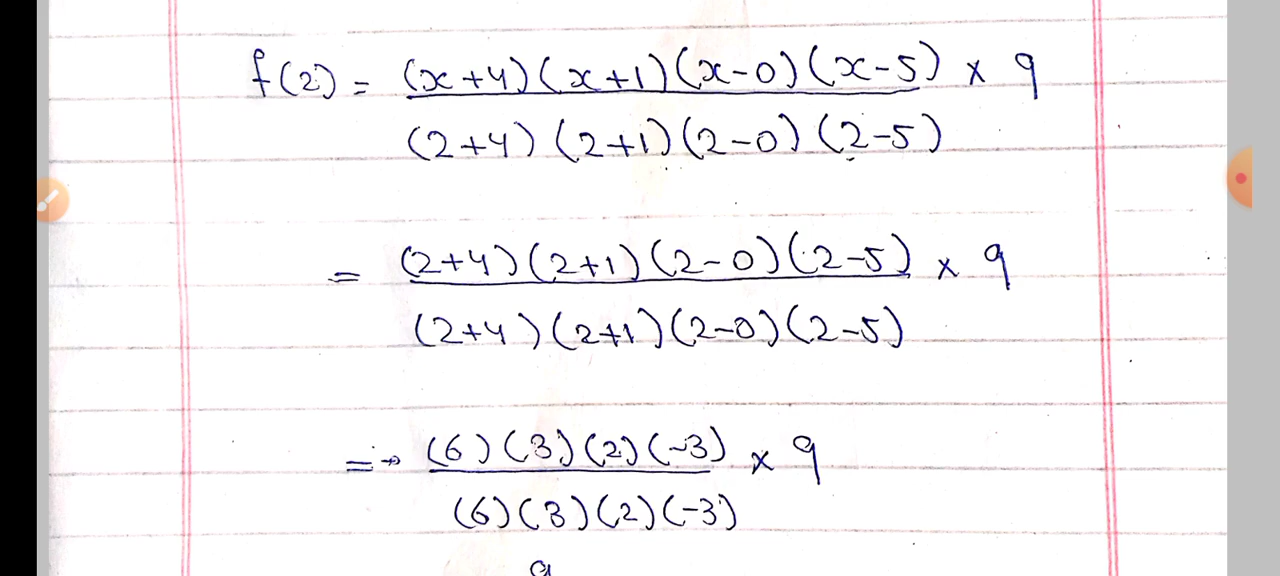 f(2) = (x+4)(x+1)(x-0)(x-5) × 9
(2+4)(2+1)(2-0)(2-5)
= (2+4)(2+1)(2-0)(2-5) × 9
(2+4)(2+1)(2-0)(2-5)
= (6)(3)(2)(-3) × 9
(6)(3)(2)(-3)